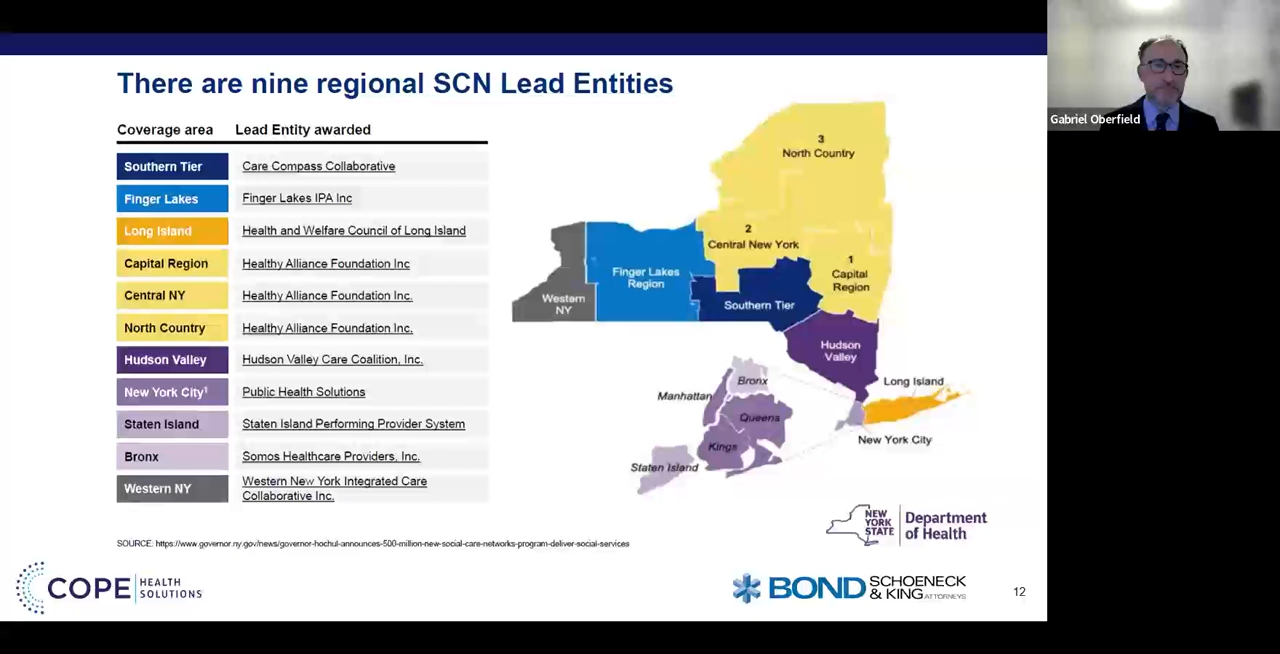 There are nine regional SCN Lead Entities
Gabriel Oberfield
Coverage area Lead Entity awarded
Southern Tier Care Compass Collaborative
Finger Lakes Finger Lakes IPA Inc
Long Island Health and Welfare Council of Long Island
Capital Region Healthy Alliance Foundation Inc
Central NY Healthy Alliance Foundation Inc.
North Country Healthy Alliance Foundation Inc.
Hudson Valley Hudson Valley Care Coalition, Inc.
New York City¹ Public Health Solutions
Staten Island Staten Island Performing Provider System
Bronx Somos Healthcare Providers, Inc.
Western NY Western New York Integrated Care
Collaborative Inc.
3
North Country
2
Central New York
1
Capital
Region
Finger Lakes
Region
Western
NY
Southern Tier
Hudson
Valley
Bronx
Manhattan
Queens
Kings
Staten Island
Long Island
New York City
NEW
YORK
STATE
Department
of Health
SOURCE: https://www.governor.ny.gov/news/governor-hochul-announces-500-million-new-social-care-networks-program-deliver-social-services
COPE HEALTH
SOLUTIONS
BOND SCHOENECK
& KING ATTORNEYS
12